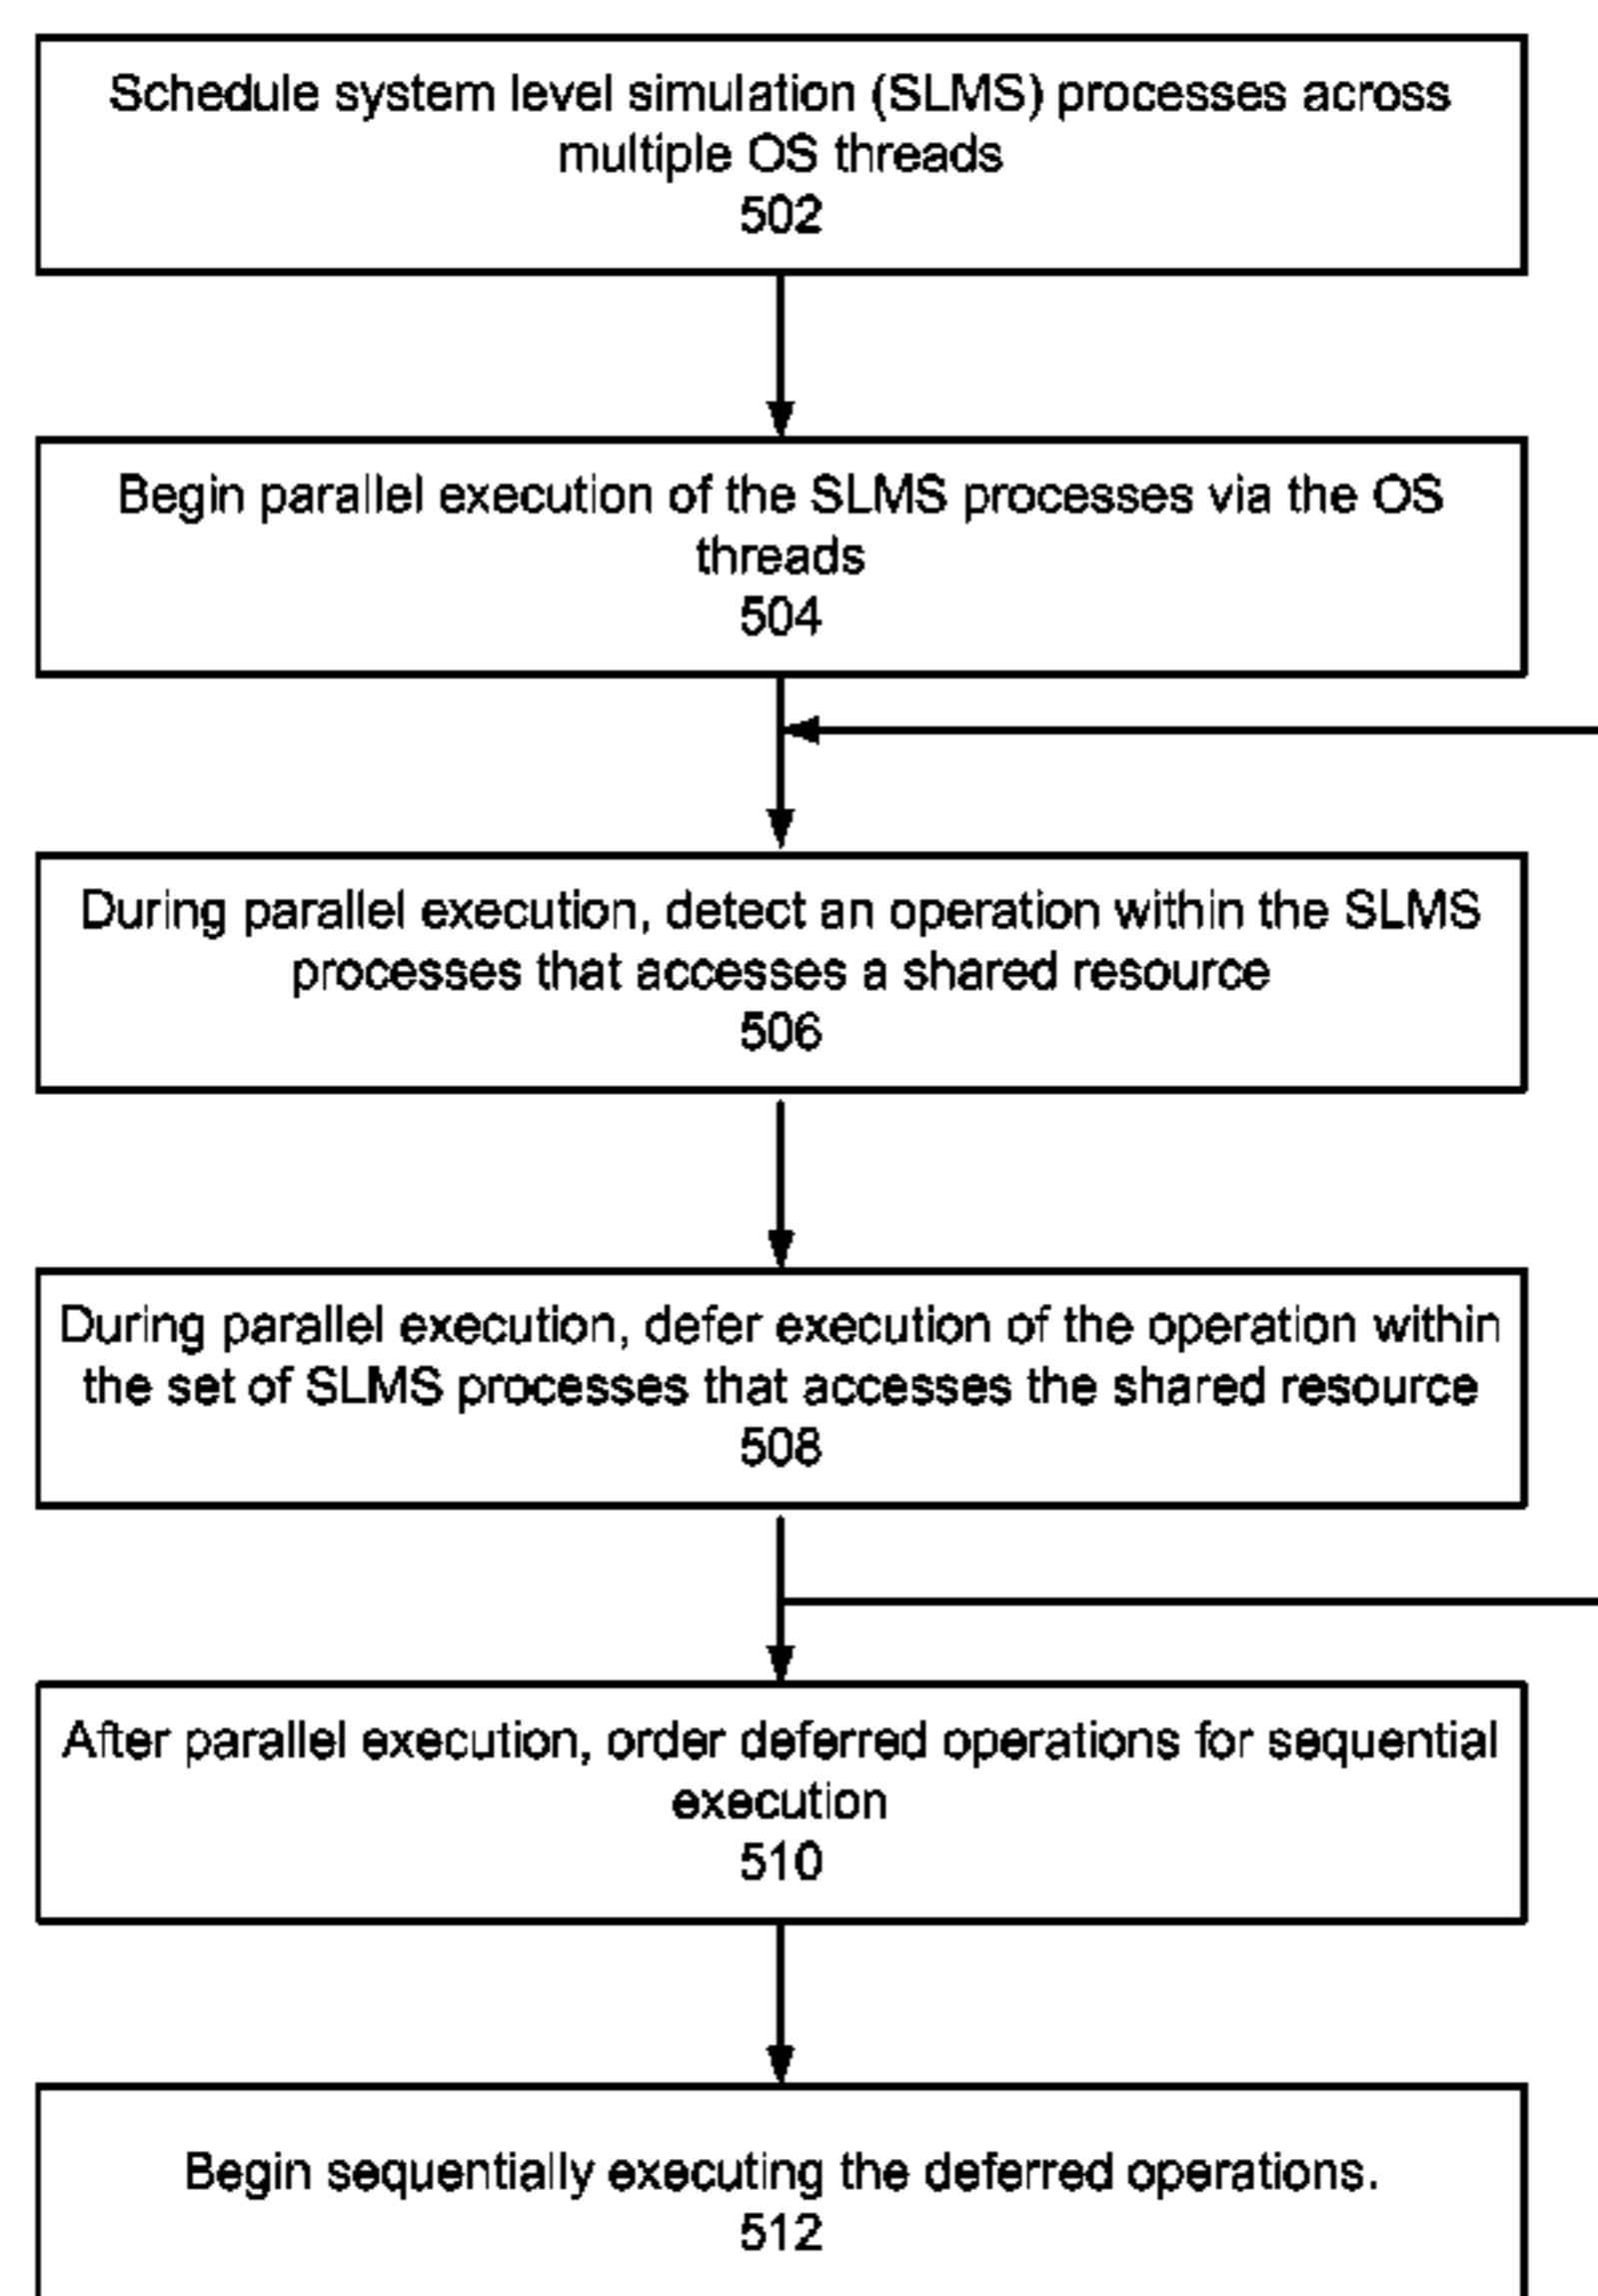 Schedule system level simulation (SLMS) processes across
multiple OS threads
502
Begin parallel execution of the SLMS processes via the OS
threads
504
During parallel execution, detect an operation within the SLMS
processes that accesses a shared resource
506
During parallel execution, defer execution of the operation within
the set of SLMS processes that accesses the shared resource
508
After parallel execution, order deferred operations for sequential
execution
510
Begin sequentially executing the deferred operations.
512